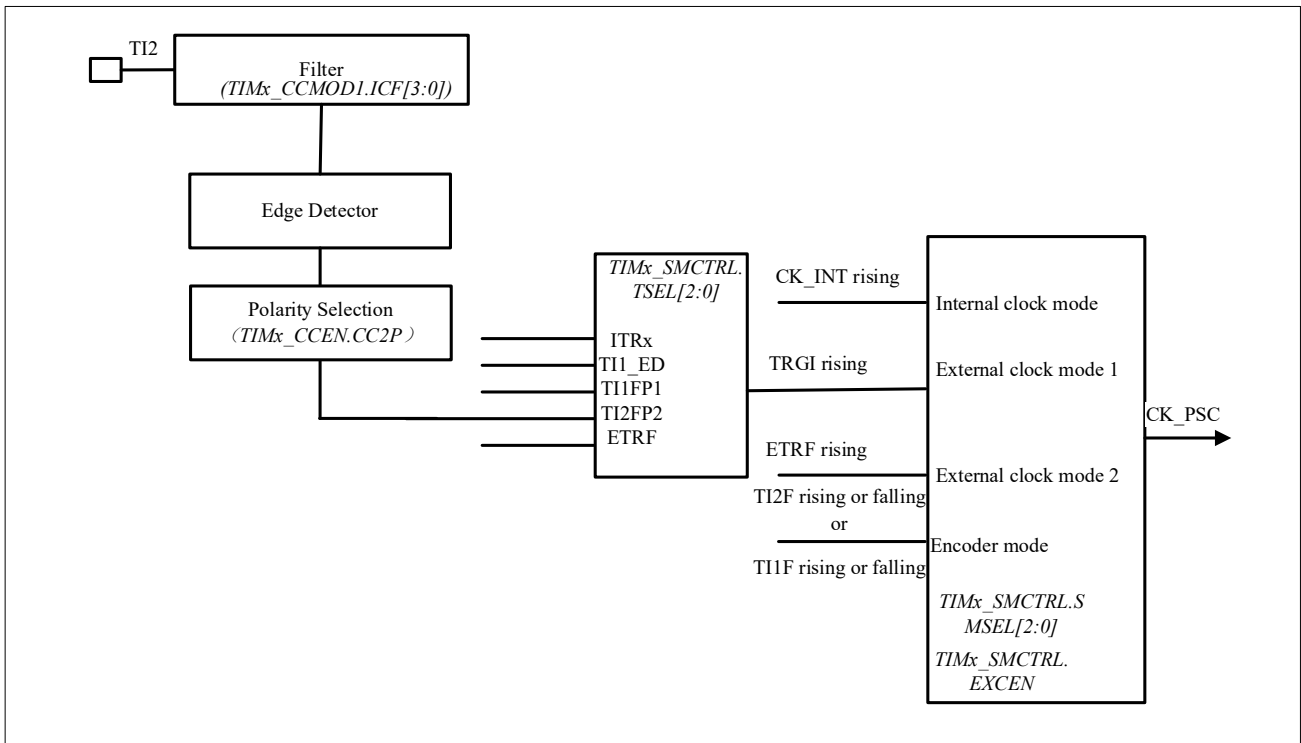 TI2
Filter
(TIMx_CCMOD1.ICF[3:0])
Edge Detector
Polarity Selection
（TIMx_CCEN.CC2P）
TIMx_SMCTRL.
TSEL[2:0]
ITRx
TI1_ED
TI1FP1
TI2FP2
ETRF
CK_INT rising
TRGI rising
ETRF rising
TI2F rising or falling
or
TI1F rising or falling
Internal clock mode
External clock mode 1
External clock mode 2
Encoder mode
TIMx_SMCTRL.S
MSEL[2:0]
TIMx_SMCTRL.
EXCEN
CK_PSC